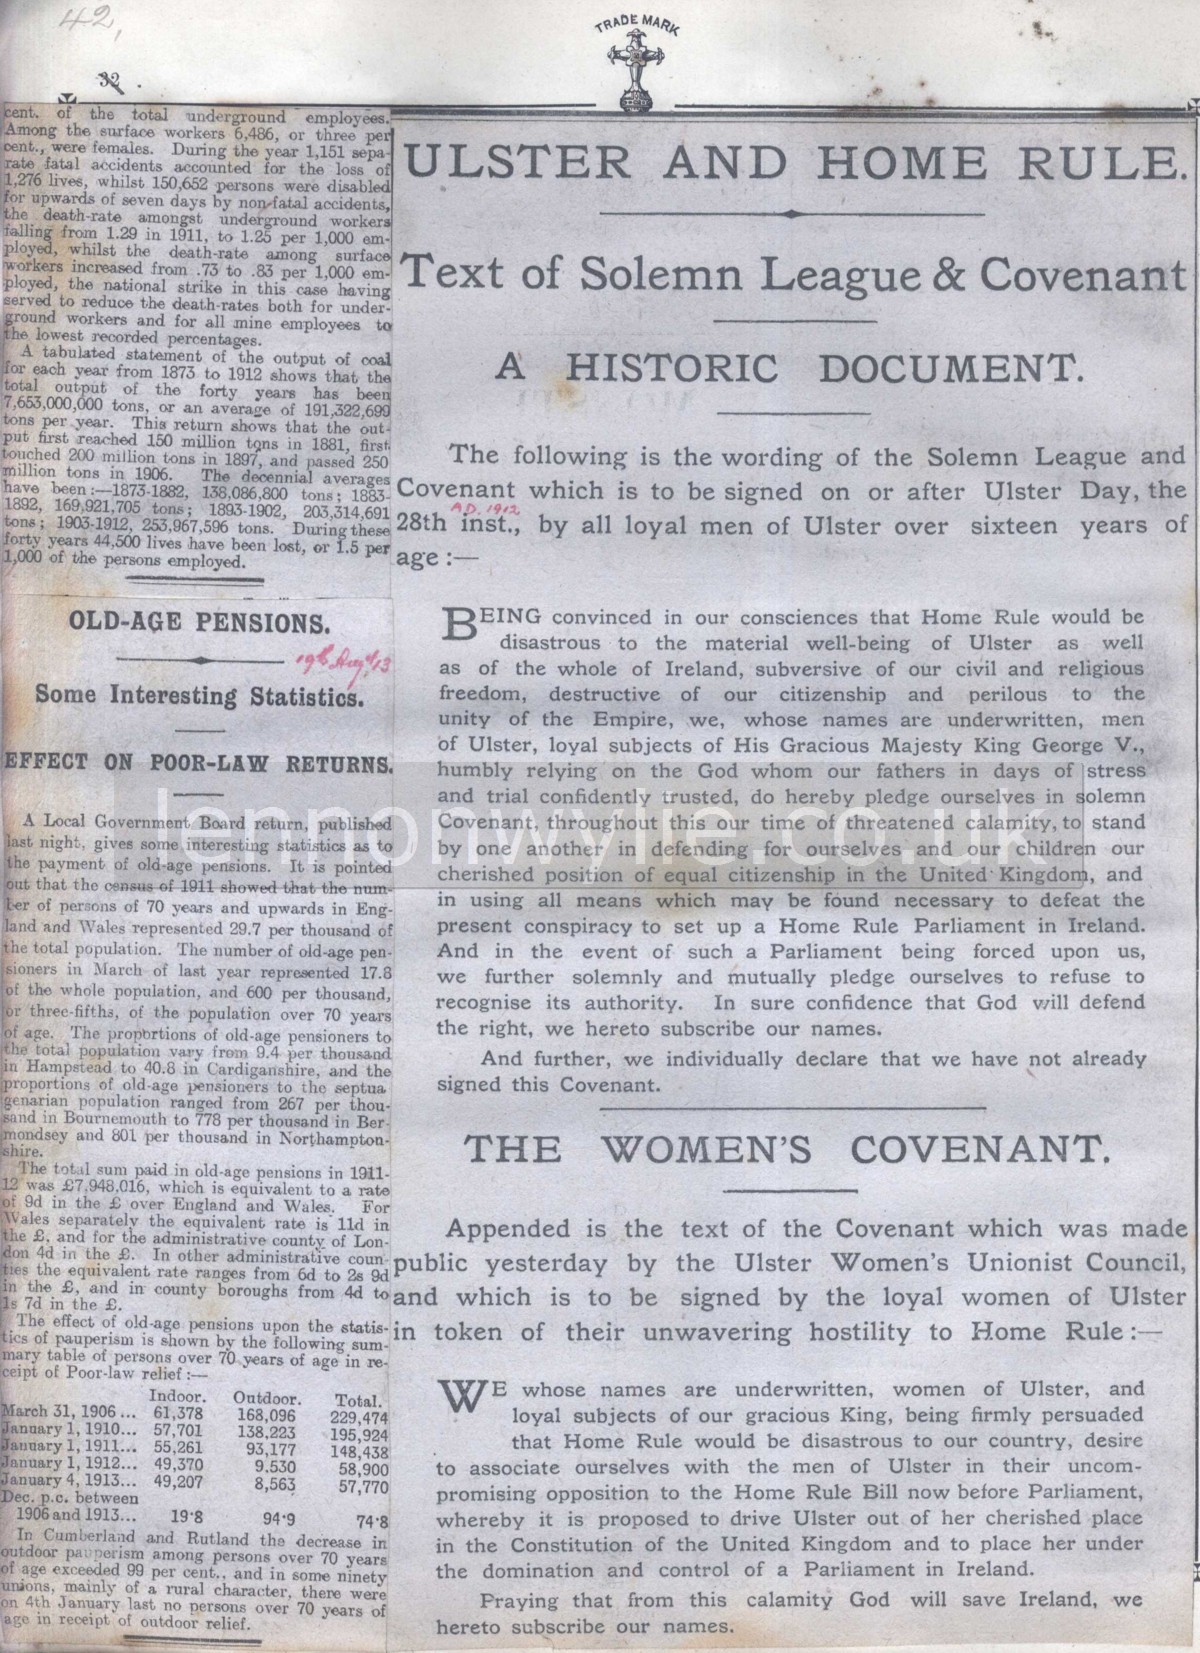 42,
TRADE MARK
32
cent. of the total underground employees.
Among the surface workers 6,486, or three per
cent., were females. During the year 1,151 sepa-
rate fatal accidents accounted for the loss of
1,276 lives, whilst 150,652 persons were disabled
for upwards of seven days by non-fatal accidents,
the death-rate amongst underground workers
falling from 1.29 in 1911, to 1.25 per 1,000 em-
ployed, whilst the death-rate among surface
workers increased from .73 to .83 per 1,000 em-
ployed, the national strike in this case having
served to reduce the death-rates both for under-
ground workers and for all mine employees to
the lowest recorded percentages.
A tabulated statement of the output of coal
for each year from 1873 to 1912 shows that the
total output of the forty years has been
7,653,000,000 tons, or an average of 191,322,699
tons per year. This return shows that the out-
put first reached 150 million tons in 1881, first
touched 200 million tons in 1897, and passed 250
million tons in 1906. The decennial averages
have been:—1873-1882, 138,086,800 tons; 1883-
1892, 169,921,705 tons; 1893-1902, 203,314,691
tons; 1903-1912, 253,967,596 tons. During these
forty years 44,500 lives have been lost, or 1.5 per
1,000 of the persons employed.
OLD-AGE PENSIONS.
19th Aug, 13
Some Interesting Statistics.
EFFECT ON POOR-LAW RETURNS.
A Local Government Board return, published
last night, gives some interesting statistics as to
the payment of old-age pensions. It is pointed
out that the census of 1911 showed that the num-
ber of persons of 70 years and upwards in Eng-
land and Wales represented 29.7 per thousand of
the total population. The number of old-age pen-
sioners in March of last year represented 17.8
of the whole population, and 600 per thousand,
or three-fifths, of the population over 70 years
of age. The proportions of old-age pensioners to
the total population vary from 9.4 per thousand
in Hampstead to 40.8 in Cardiganshire, and the
proportions of old-age pensioners to the septua
genarian population ranged from 267 per thou-
sand in Bournemouth to 778 per thousand in Ber-
mondsey and 801 per thousand in Northampton-
shire.
The total sum paid in old-age pensions in 1911-
12 was £7,948,016, which is equivalent to a rate
of 9d in the £ over England and Wales. For
Wales separately the equivalent rate is 11d in
the £, and for the administrative county of Lon-
don 4d in the £. In other administrative coun-
ties the equivalent rate ranges from 6d to 2s 9d
in the £, and in county boroughs from 4d to
1s 7d in the £.
The effect of old-age pensions upon the statis-
tics of pauperism is shown by the following sum-
mary table of persons over 70 years of age in re-
ceipt of Poor-law relief:—
Indoor. Outdoor. Total.
March 31, 1906 ... 61,378 168,096 229,474
January 1, 1910... 57,701 138,223 195,924
January 1, 1911... 55,261 93,177 148,438
January 1, 1912... 49,370 9,530 58,900
January 4, 1913... 49,207 8,563 57,770
Dec. p.c. between
1906 and 1913... 19·8 94·9 74·8
In Cumberland and Rutland the decrease in
outdoor pauperism among persons over 70 years
of age exceeded 99 per cent., and in some ninety
unions, mainly of a rural character, there were
on 4th January last no persons over 70 years of
age in receipt of outdoor relief.
ULSTER AND HOME RULE.
Text of Solemn League & Covenant
A HISTORIC DOCUMENT.
The following is the wording of the Solemn League and
Covenant which is to be signed on or after Ulster Day, the
A.D. 1912
28th inst., by all loyal men of Ulster over sixteen years of
age:—
BEING convinced in our consciences that Home Rule would be
disastrous to the material well-being of Ulster as well
as of the whole of Ireland, subversive of our civil and religious
freedom, destructive of our citizenship and perilous to the
unity of the Empire, we, whose names are underwritten, men
of Ulster, loyal subjects of His Gracious Majesty King George V.,
humbly relying on the God whom our fathers in days of stress
and trial confidently trusted, do hereby pledge ourselves in solemn
Covenant, throughout this our time of threatened calamity, to stand
by one another in defending for ourselves and our children our
cherished position of equal citizenship in the United Kingdom, and
in using all means which may be found necessary to defeat the
present conspiracy to set up a Home Rule Parliament in Ireland.
And in the event of such a Parliament being forced upon us,
we further solemnly and mutually pledge ourselves to refuse to
recognise its authority. In sure confidence that God will defend
the right, we hereto subscribe our names.
And further, we individually declare that we have not already
signed this Covenant.
THE WOMEN'S COVENANT.
Appended is the text of the Covenant which was made
public yesterday by the Ulster Women's Unionist Council,
and which is to be signed by the loyal women of Ulster
in token of their unwavering hostility to Home Rule:—
WE whose names are underwritten, women of Ulster, and
loyal subjects of our gracious King, being firmly persuaded
that Home Rule would be disastrous to our country, desire
to associate ourselves with the men of Ulster in their uncom-
promising opposition to the Home Rule Bill now before Parliament,
whereby it is proposed to drive Ulster out of her cherished place
in the Constitution of the United Kingdom and to place her under
the domination and control of a Parliament in Ireland.
Praying that from this calamity God will save Ireland, we
hereto subscribe our names.
lennonwylie.co.uk